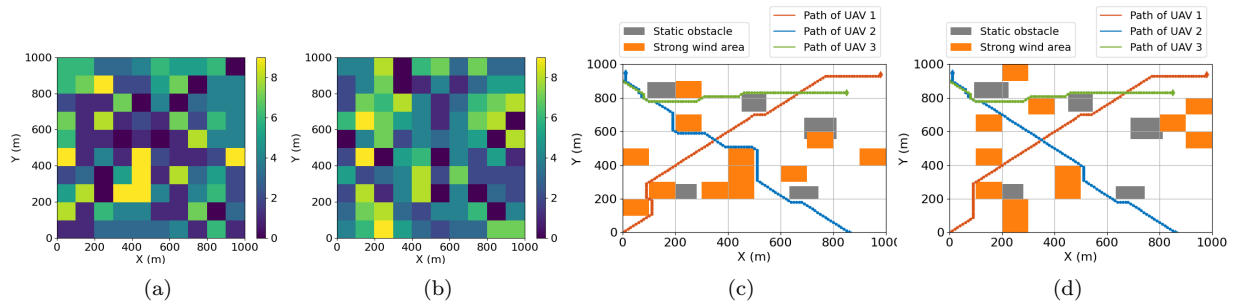 Static obstacle
Strong wind area
Path of UAV 1
Path of UAV 2
Path of UAV 3
Static obstacle
Strong wind area
Path of UAV 1
Path of UAV 2
Path of UAV 3
1000
800
600
400
200
0
Y (m)
0 200 400 600 800 1000
X (m)
8
6
4
2
0
1000
800
600
400
200
0
Y (m)
0 200 400 600 800 1000
X (m)
8
6
4
2
0
1000
800
600
400
200
0
Y (m)
0 200 400 600 800 100
X (m)
1000
800
600
400
200
0
Y (m)
0 200 400 600 800 1000
X (m)
(a) (b) (c) (d)